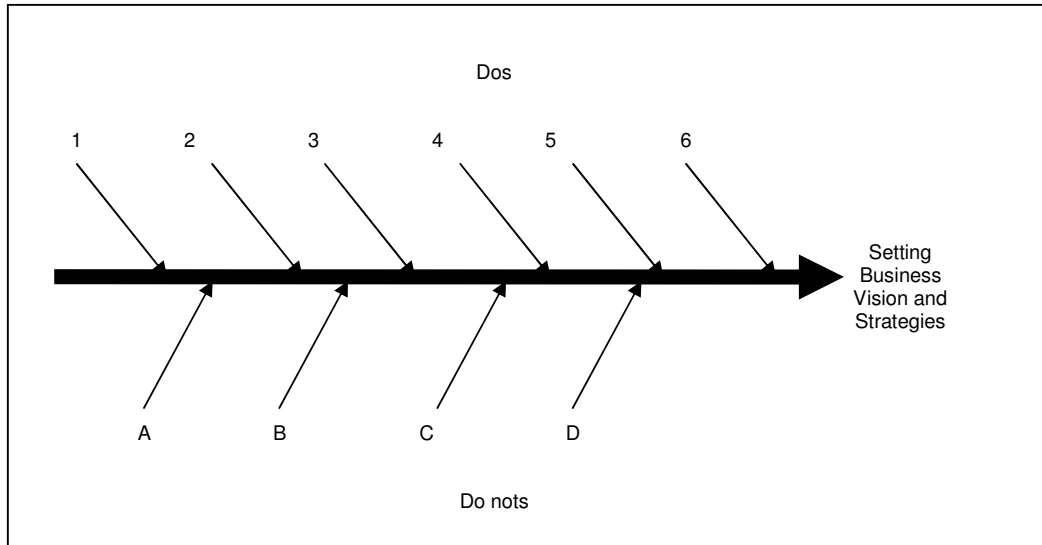 Dos
1 2 3 4 5 6
Setting
Business
Vision and
Strategies
A B C D
Do nots